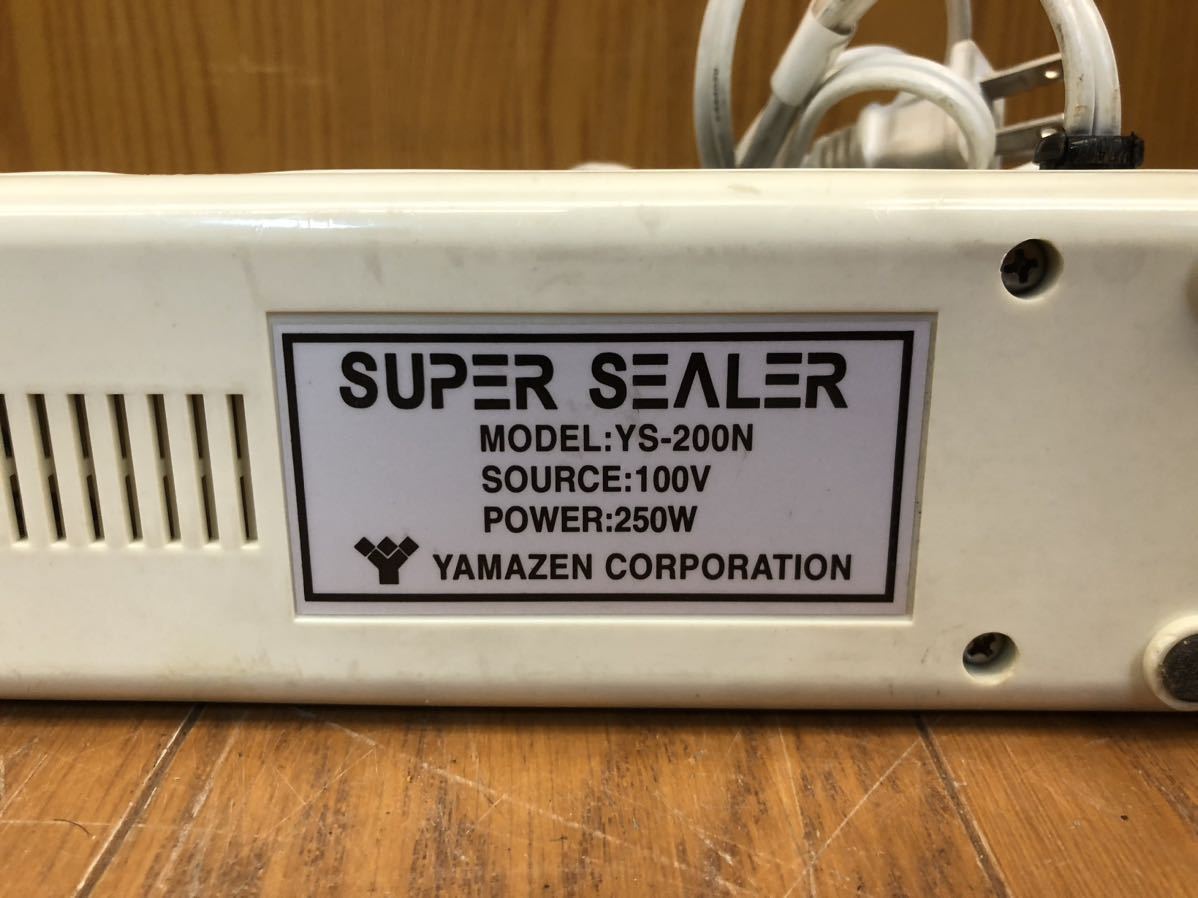 SUPER SEALER
MODEL:YS-200N
SOURCE:100V
POWER:250W
YAMAZEN CORPORATION